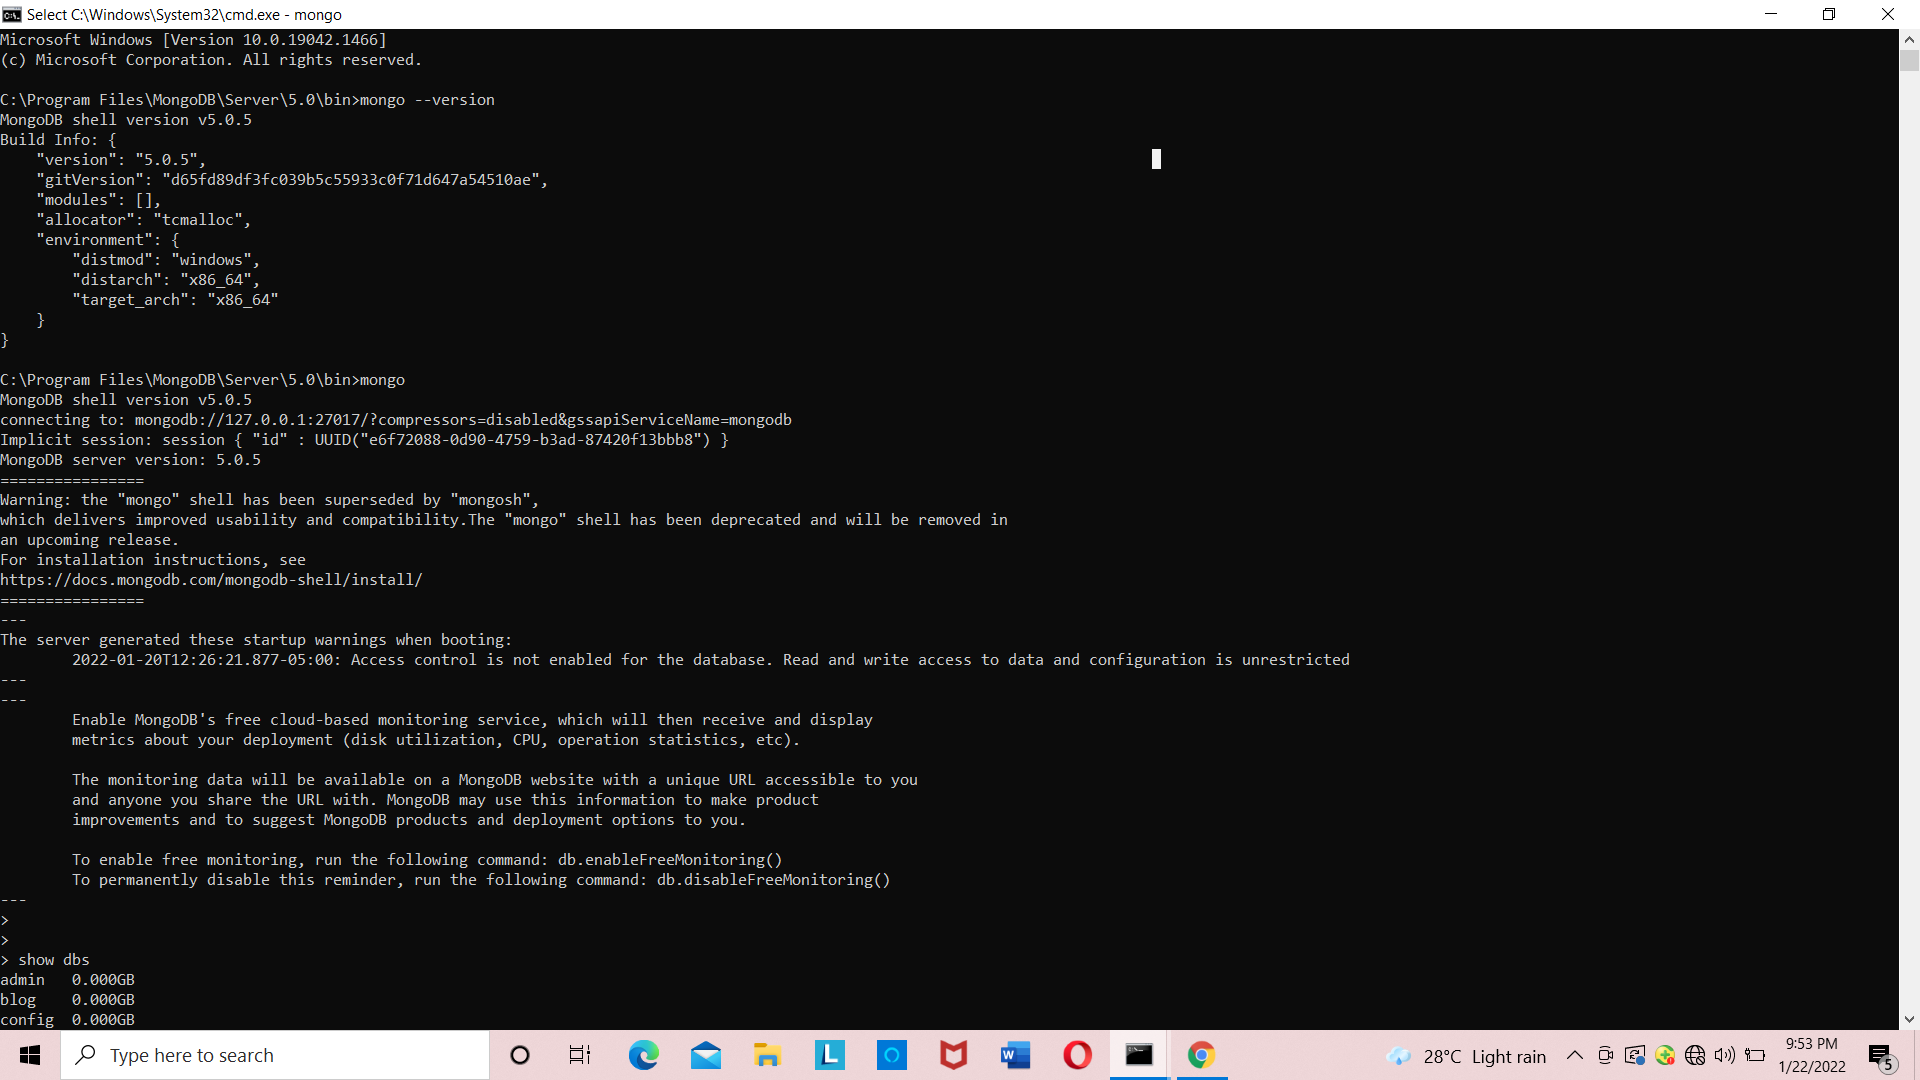 Select C:\Windows\System32\cmd.exe - mongo
Microsoft Windows [Version 10.0.19042.1466]
(c) Microsoft Corporation. All rights reserved.
C:\Program Files\MongoDB\Server\5.0\bin>mongo --version
MongoDB shell version v5.0.5
Build Info: {
    "version": "5.0.5",
    "gitVersion": "d65fd89df3fc039b5c55933c0f71d647a54510ae",
    "modules": [],
    "allocator": "tcmalloc",
    "environment": {
        "distmod": "windows",
        "distarch": "x86_64",
        "target_arch": "x86_64"
    }
}
C:\Program Files\MongoDB\Server\5.0\bin>mongo
MongoDB shell version v5.0.5
connecting to: mongodb://127.0.0.1:27017/?compressors=disabled&gssapiServiceName=mongodb
Implicit session: session { "id" : UUID("e6f72088-0d90-4759-b3ad-87420f13bbb8") }
MongoDB server version: 5.0.5
================
Warning: the "mongo" shell has been superseded by "mongosh",
which delivers improved usability and compatibility.The "mongo" shell has been deprecated and will be removed in
an upcoming release.
For installation instructions, see
https://docs.mongodb.com/mongodb-shell/install/
================
---
The server generated these startup warnings when booting:
        2022-01-20T12:26:21.877-05:00: Access control is not enabled for the database. Read and write access to data and configuration is unrestricted
---
---
        Enable MongoDB's free cloud-based monitoring service, which will then receive and display
        metrics about your deployment (disk utilization, CPU, operation statistics, etc).
        The monitoring data will be available on a MongoDB website with a unique URL accessible to you
        and anyone you share the URL with. MongoDB may use this information to make product
        improvements and to suggest MongoDB products and deployment options to you.
        To enable free monitoring, run the following command: db.enableFreeMonitoring()
        To permanently disable this reminder, run the following command: db.disableFreeMonitoring()
---
>
>
> show dbs
admin   0.000GB
blog    0.000GB
config  0.000GB
Type here to search
28°C Light rain
9:53 PM
1/22/2022
5